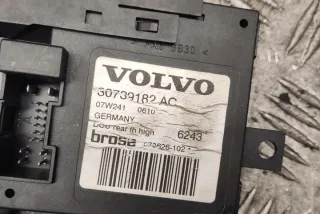 VOLVO
30739182 AC
07W241 0610
GERMANY
rear rh high 6243
brose